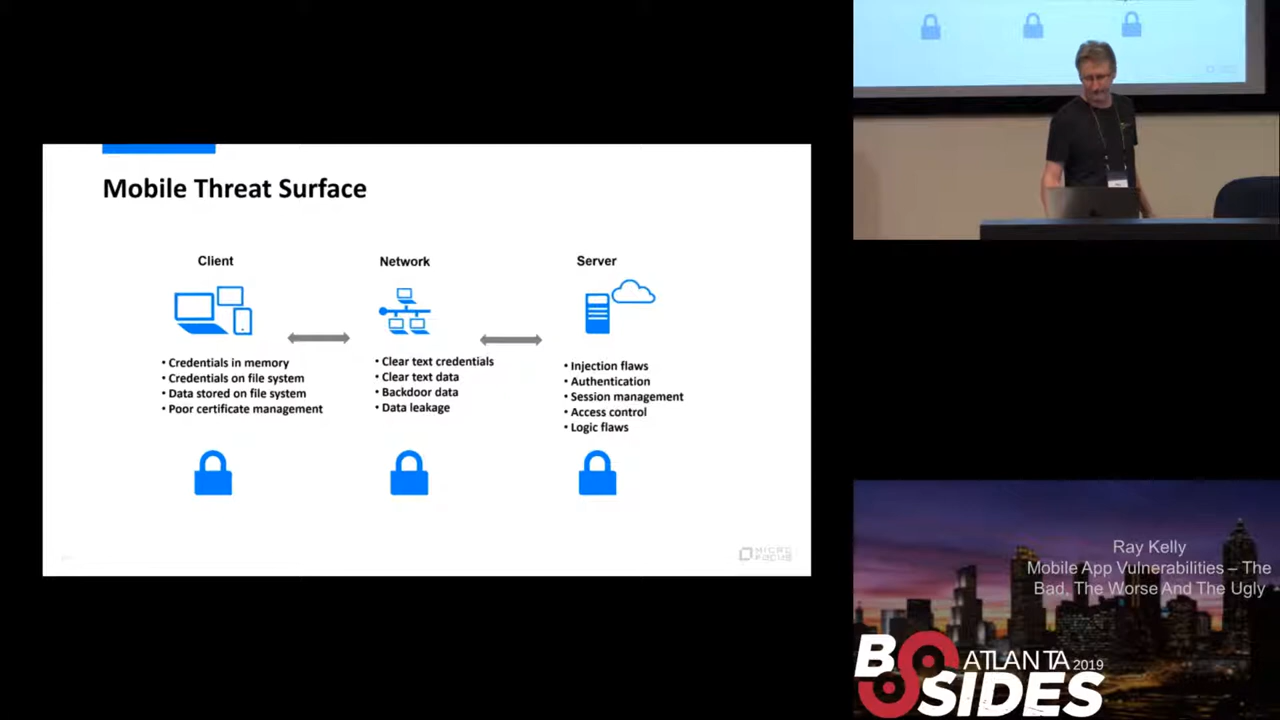 Mobile Threat Surface
Client
• Credentials in memory
• Credentials on file system
• Data stored on file system
• Poor certificate management
Network
• Clear text credentials
• Clear text data
• Backdoor data
• Data leakage
Server
• Injection flaws
• Authentication
• Session management
• Access control
• Logic flaws
MICRO
FOCUS
Ray Kelly
Mobile App Vulnerabilities – The
Bad, The Worse And The Ugly
BSIDES
ATLANTA 2019